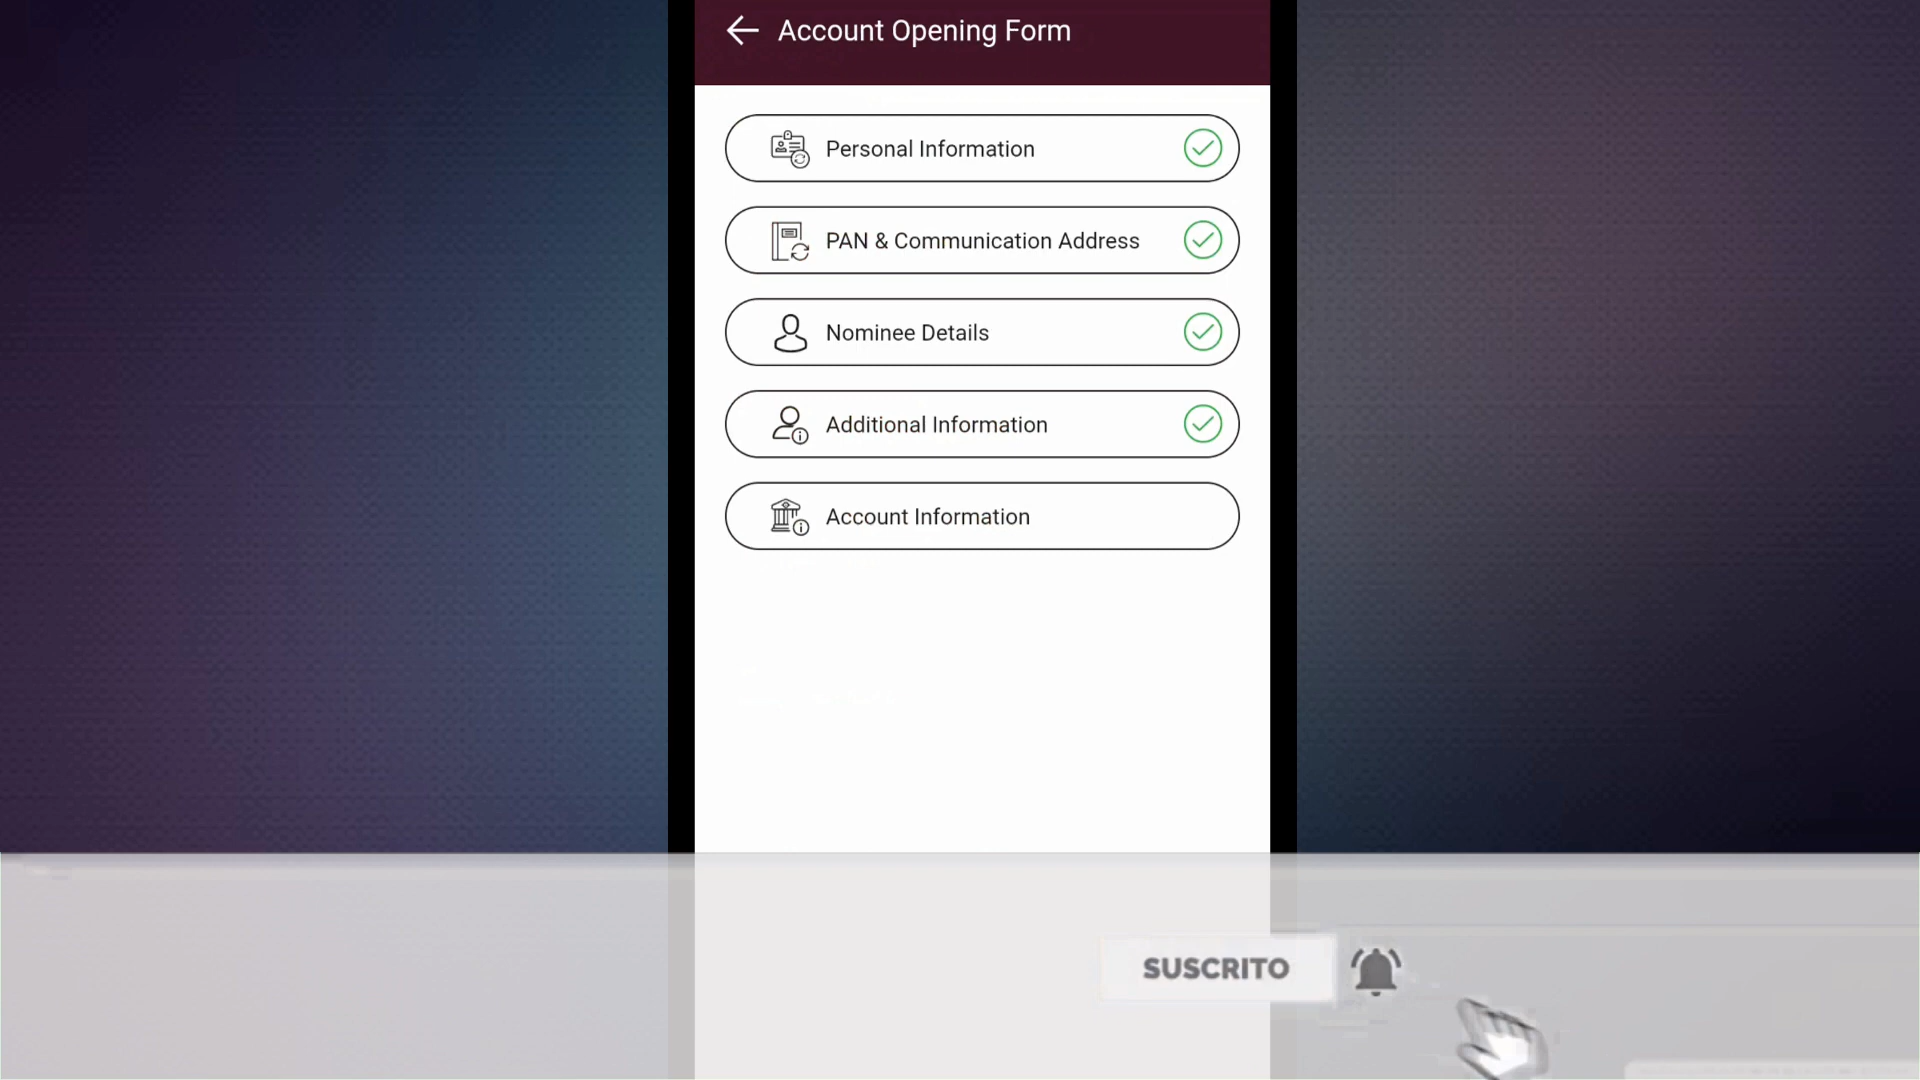 Account Opening Form
Personal Information
PAN & Communication Address
Nominee Details
Additional Information
Account Information
SUSCRITO